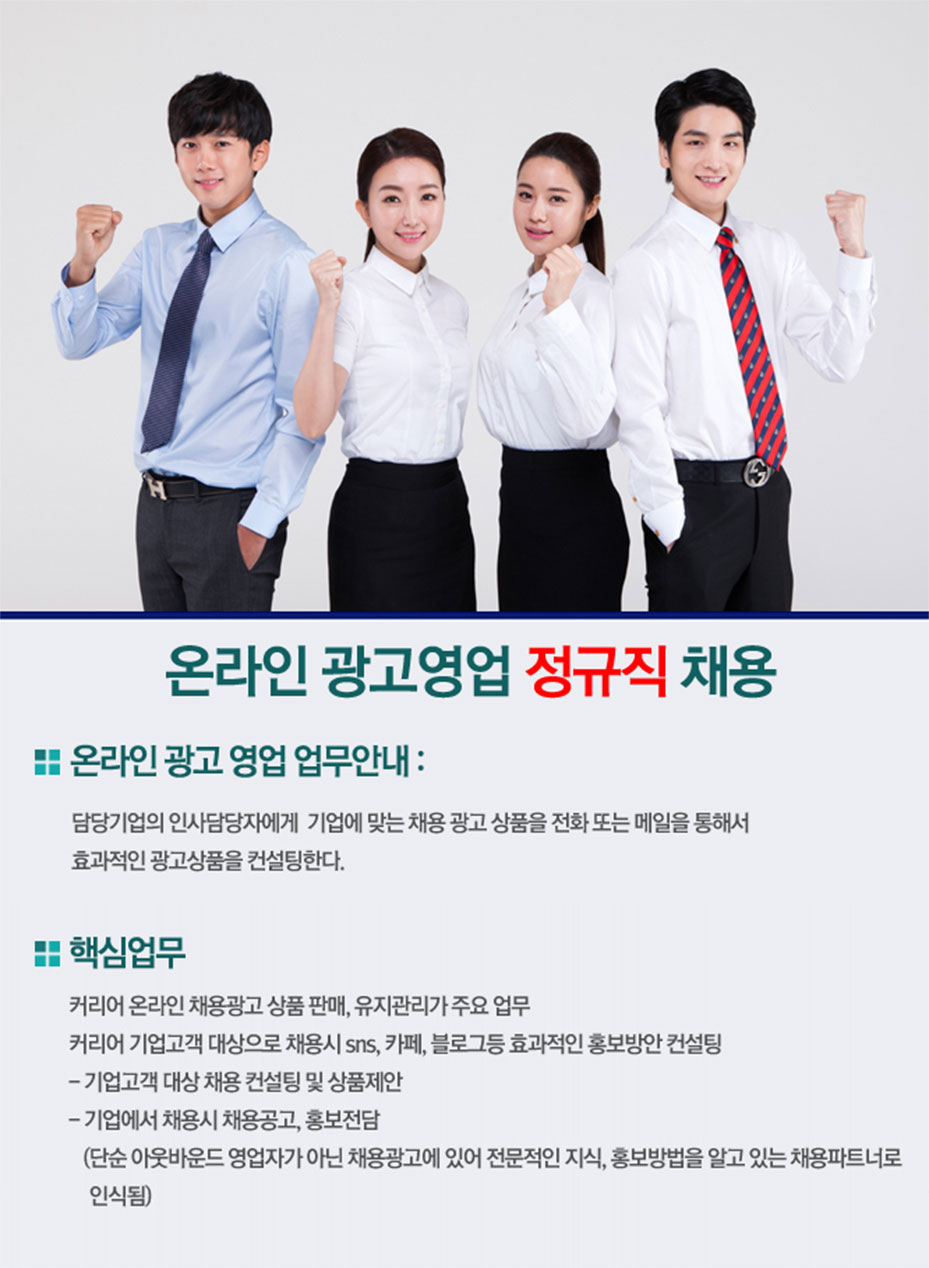 온라인 광고영업 정규직 채용
온라인 광고 영업 업무안내 :
담당기업의 인사담당자에게 기업에 맞는 채용 광고 상품을 전화 또는 메일을 통해서
효과적인 광고상품을 컨설팅한다.
핵심업무
커리어 온라인 채용광고 상품 판매, 유지관리가 주요 업무
커리어 기업고객 대상으로 채용시 sns, 카페, 블로그등 효과적인 홍보방안 컨설팅
- 기업고객 대상 채용 컨설팅 및 상품제안
- 기업에서 채용시 채용공고, 홍보전담
(단순 아웃바운드 영업자가 아닌 채용광고에 있어 전문적인 지식, 홍보방법을 알고 있는 채용파트너로
인식됨)